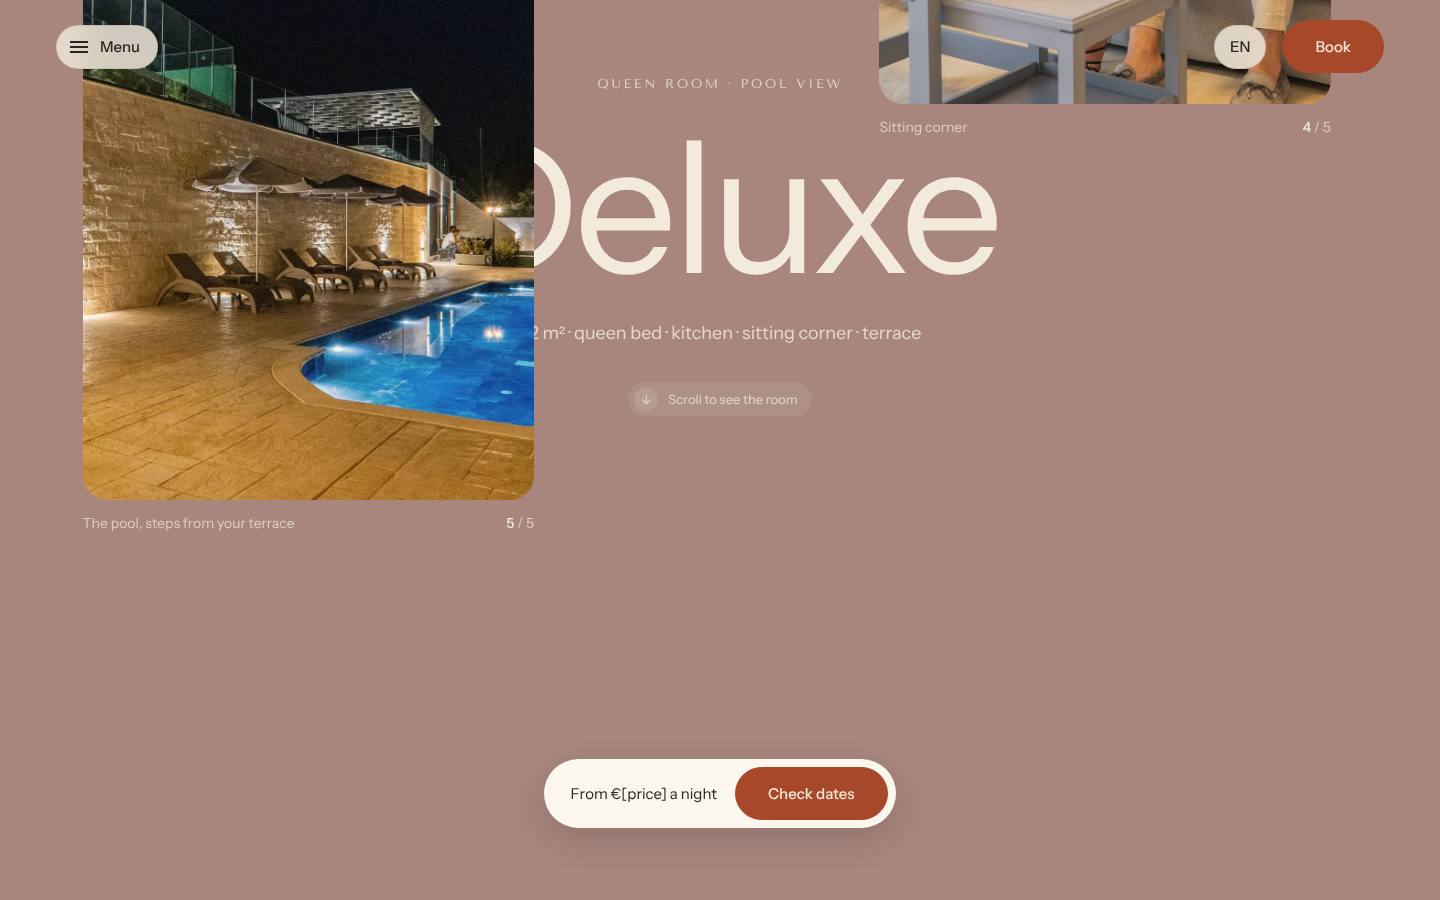 Menu
EN
Book
QUEEN ROOM · POOL VIEW
Sitting corner
4 / 5
Deluxe
2 m² · queen bed · kitchen · sitting corner · terrace
Scroll to see the room
The pool, steps from your terrace
5 / 5
From €[price] a night
Check dates